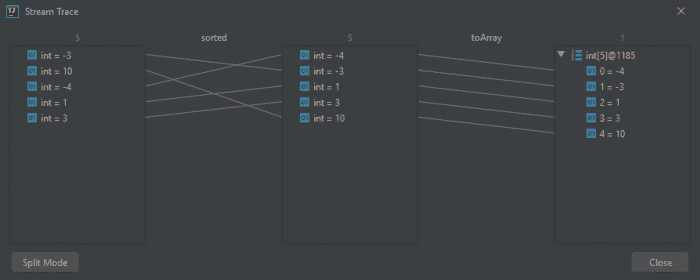 Stream Trace
5 sorted 5 toArray 1
int = -3
int = 10
int = -4
int = 1
int = 3
int = -4
int = -3
int = 1
int = 3
int = 10
int[5]@1185
0 = -4
1 = -3
2 = 1
3 = 3
4 = 10
Split Mode
Close